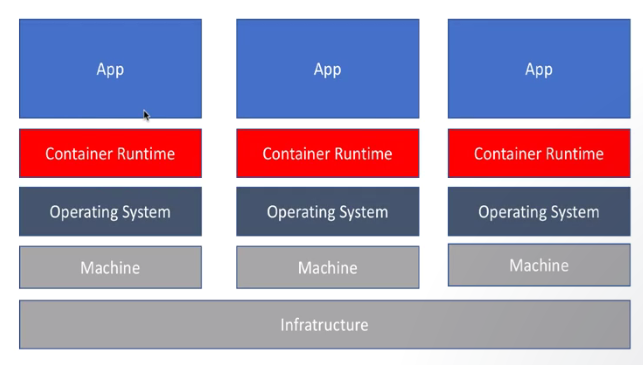 App
App
App
Container Runtime
Container Runtime
Container Runtime
Operating System
Operating System
Operating System
Machine
Machine
Machine
Infratructure